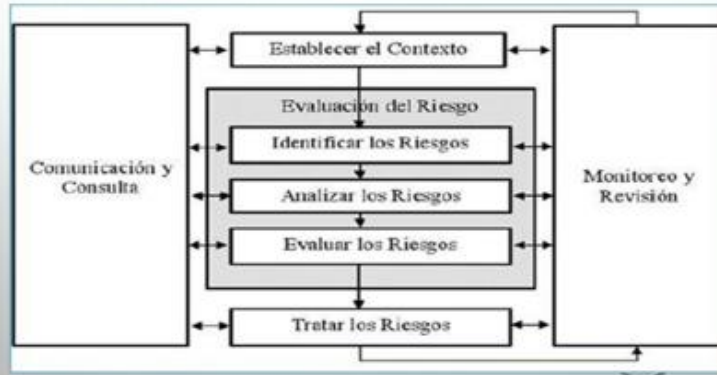 Establecer el Contexto
Evaluación del Riesgo
Identificar los Riesgos
Comunicación y
Consulta
Analizar los Riesgos
Monitoreo y
Revisión
Evaluar los Riesgos
Tratar los Riesgos